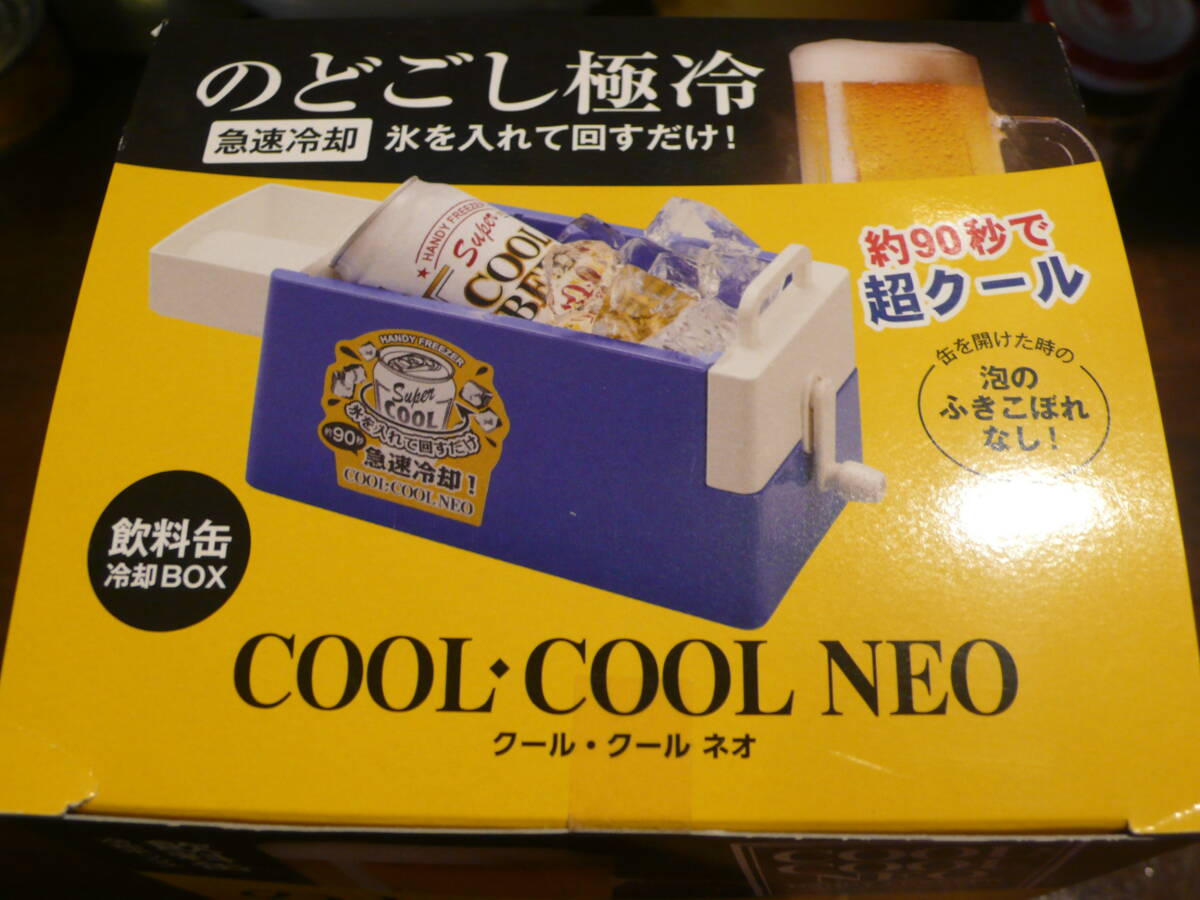 のどごし極冷
急速冷却 氷を入れて回すだけ!
約90秒で
超クール
缶を開けた時の
泡の
ふきこぼれ
なし!
★ HANDY FREEZER
Super
COOL
HANDY FREEZER
Super
COOL
氷を入れて回すだけ
約90秒
急速冷却!
COOL·COOL NEO
飲料缶
冷却BOX
COOL·COOL NEO
クール・クール ネオ